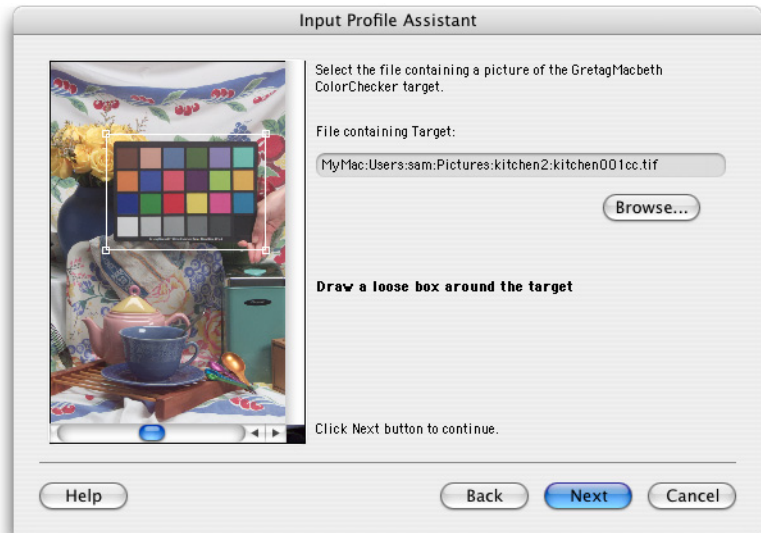 Input Profile Assistant
Select the file containing a picture of the GretagMacbeth
ColorChecker target.
File containing Target:
MyMac:Users:sam:Pictures:kitchen2:kitchen001cc.tif
Browse...
Draw a loose box around the target
Click Next button to continue.
Help
Back
Next
Cancel